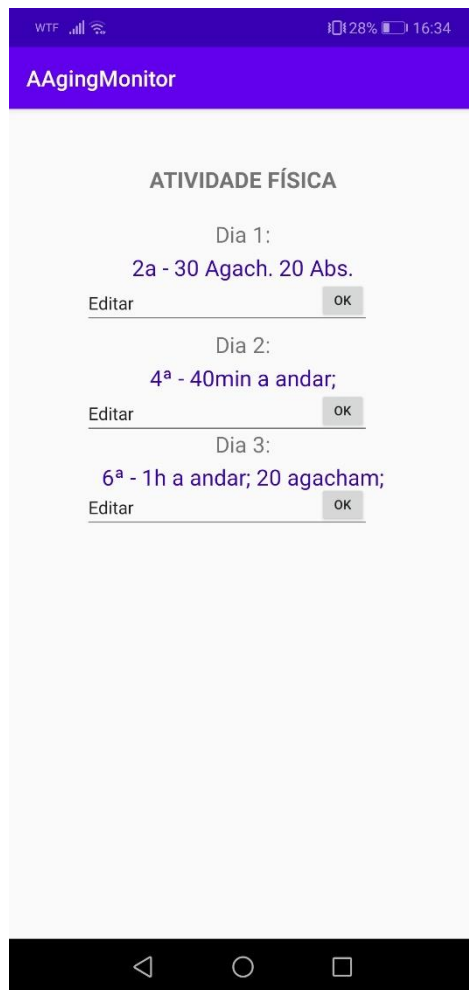 WTF 28% 16:34
AAgingMonitor
ATIVIDADE FÍSICA
Dia 1:
2a - 30 Agach. 20 Abs.
Editar OK
Dia 2:
4ª - 40min a andar;
Editar OK
Dia 3:
6ª - 1h a andar; 20 agacham;
Editar OK